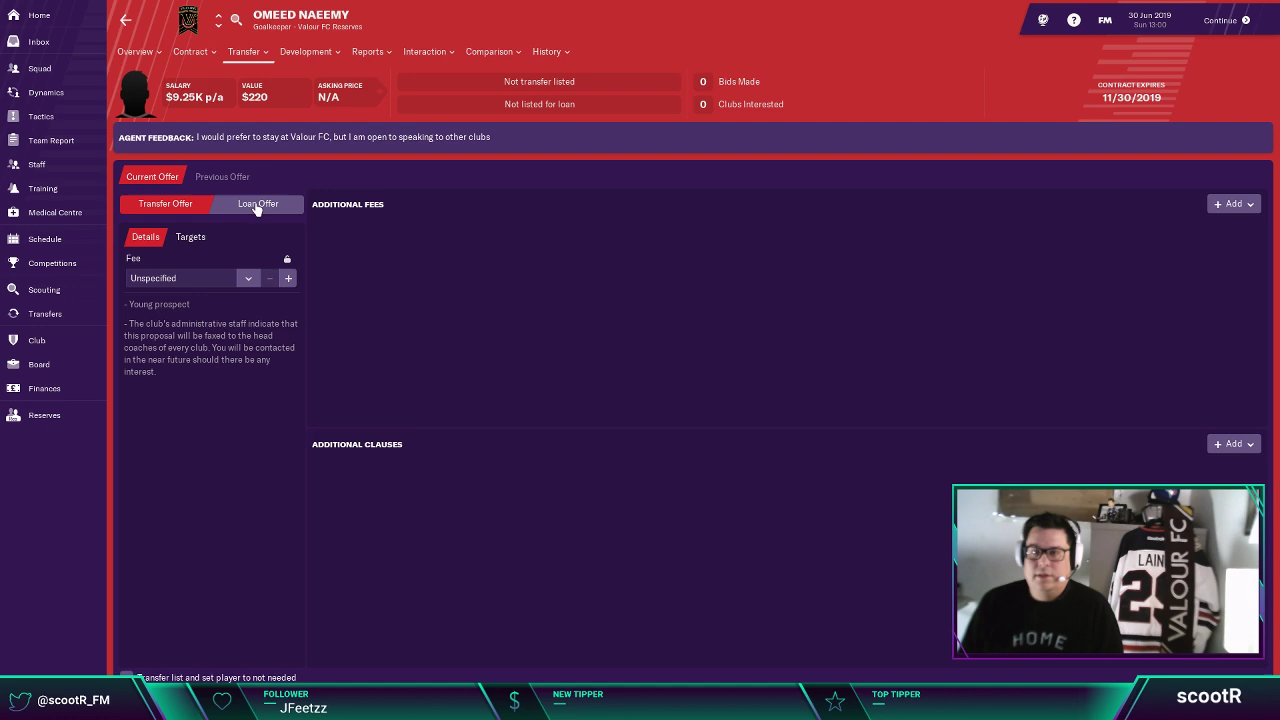 OMEED NAEEMY
Goalkeeper - Valour FC Reserves
30 Jun 2019
Sun 13:00
FM
Continue
Home
Inbox
Squad
Dynamics
Tactics
Team Report
Staff
Training
Medical Centre
Schedule
Competitions
Scouting
Transfers
Club
Board
Finances
Reserves
Overview
Contract
Transfer
Development
Reports
Interaction
Comparison
History
SALARY
$9.25K p/a
VALUE
$220
ASKING PRICE
N/A
Not transfer listed
Not listed for loan
0 Bids Made
0 Clubs Interested
CONTRACT EXPIRES
11/30/2019
AGENT FEEDBACK: I would prefer to stay at Valour FC, but I am open to speaking to other clubs
Current Offer
Previous Offer
Transfer Offer
Loan Offer
Details
Targets
Fee
Unspecified
- Young prospect
- The club's administrative staff indicate that
this proposal will be faxed to the head
coaches of every club. You will be contacted
in the near future should there be any
interest.
ADDITIONAL FEES
+ Add
ADDITIONAL CLAUSES
+ Add
Transfer list and set player to not needed
LAIN
2
VALOUR FC
HOME
@scootR_FM
FOLLOWER
JFeetzz
NEW TIPPER
TOP TIPPER
scootR